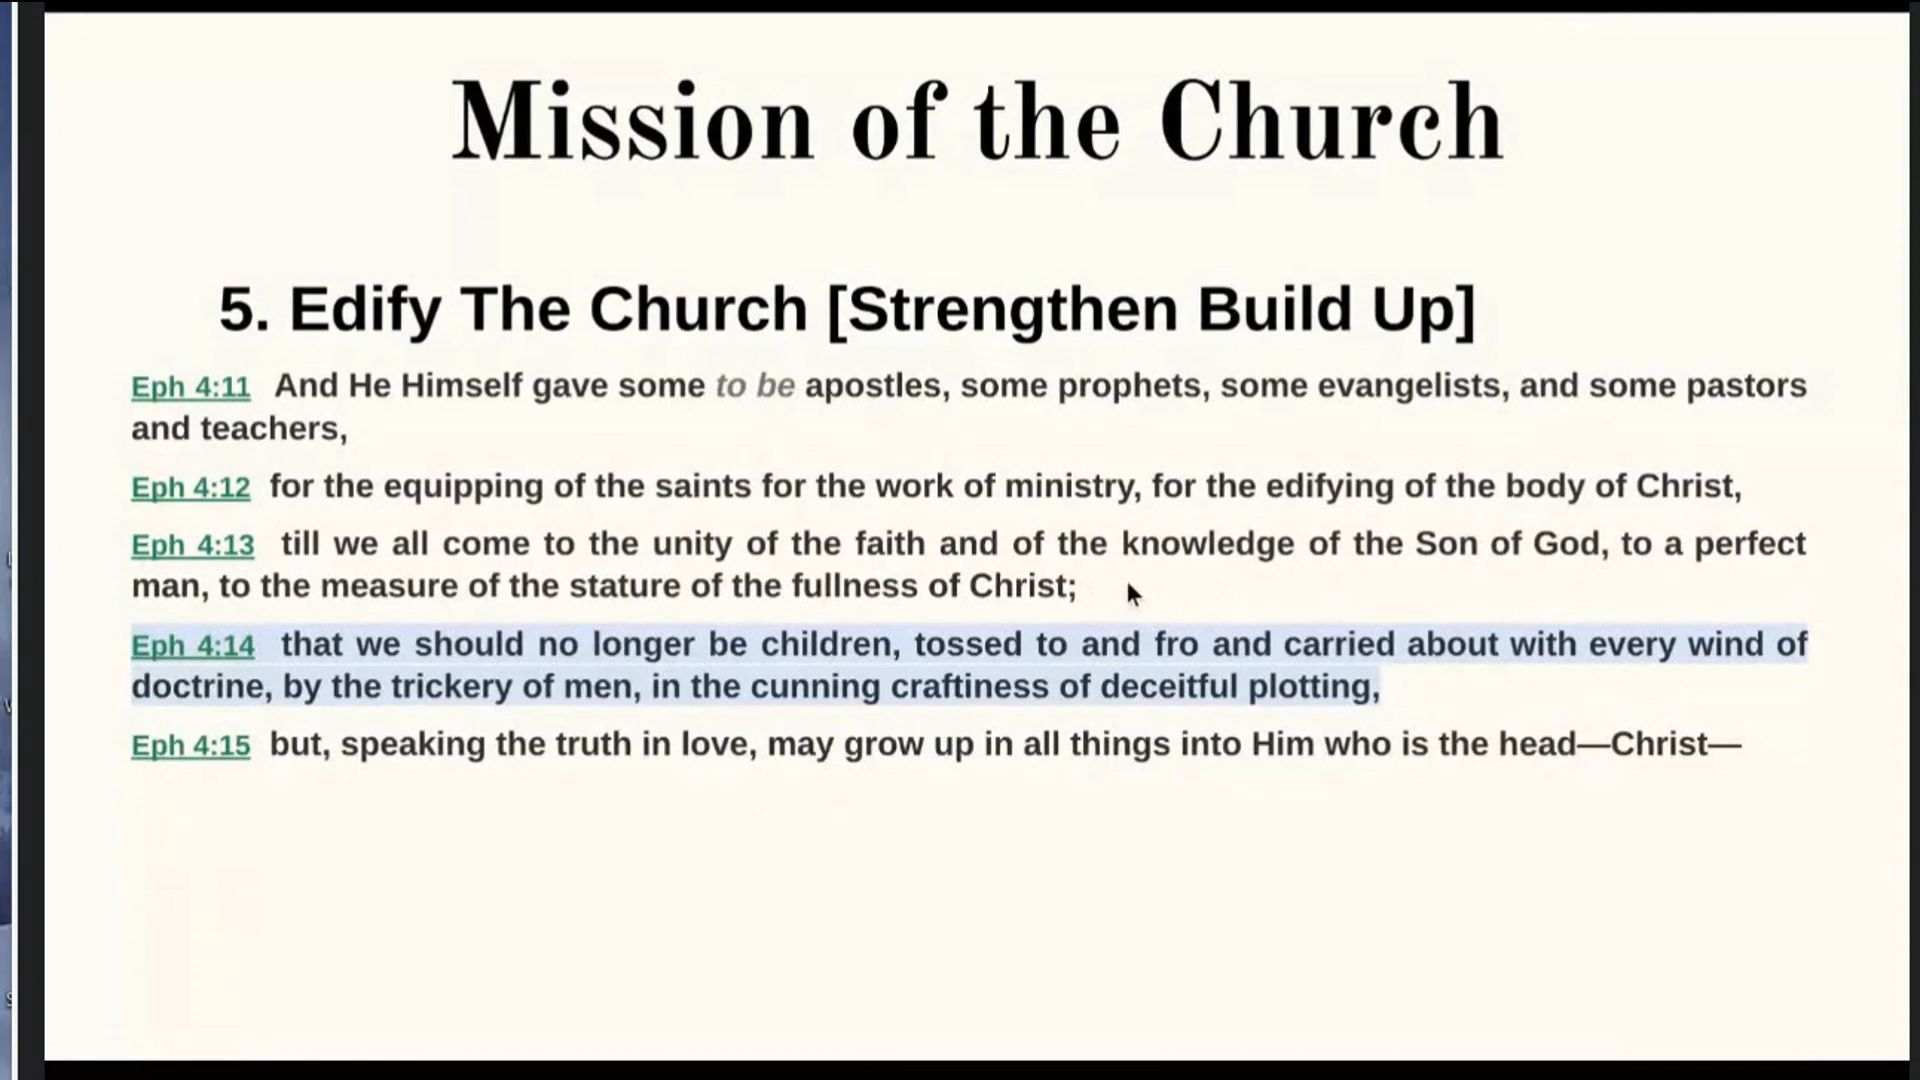 Mission of the Church
5. Edify The Church [Strengthen Build Up]
Eph 4:11 And He Himself gave some to be apostles, some prophets, some evangelists, and some pastors
and teachers,
Eph 4:12 for the equipping of the saints for the work of ministry, for the edifying of the body of Christ,
Eph 4:13 till we all come to the unity of the faith and of the knowledge of the Son of God, to a perfect
man, to the measure of the stature of the fullness of Christ;
Eph 4:14 that we should no longer be children, tossed to and fro and carried about with every wind of
doctrine, by the trickery of men, in the cunning craftiness of deceitful plotting,
Eph 4:15 but, speaking the truth in love, may grow up in all things into Him who is the head—Christ—